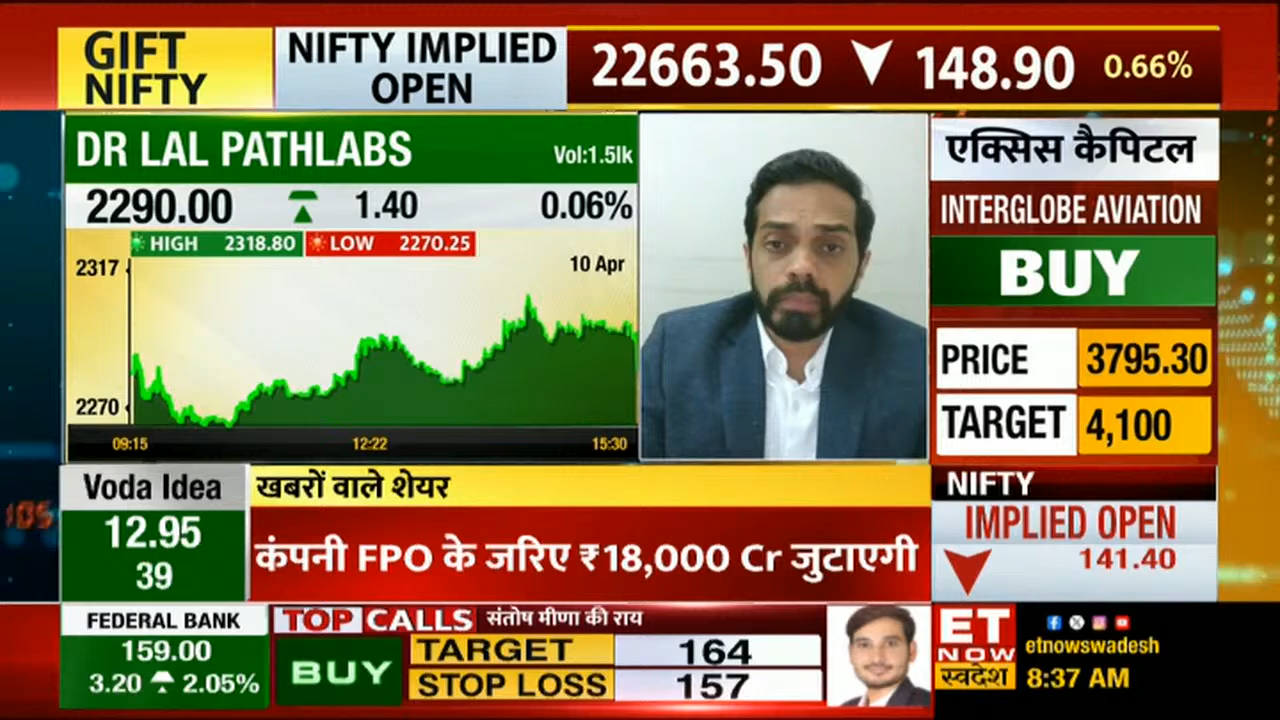 GIFT
NIFTY
NIFTY IMPLIED
OPEN
22663.50 148.90 0.66%
DR LAL PATHLABS Vol:1.5lk
2290.00 1.40 0.06%
HIGH 2318.80 LOW 2270.25
10 Apr
2317
2270
09:15 12:22 15:30
एक्सिस कैपिटल
INTERGLOBE AVIATION
BUY
PRICE 3795.30
TARGET 4,100
Voda Idea
12.95
39
खबरों वाले शेयर
कंपनी FPO के जरिए ₹18,000 Cr जुटाएगी
NIFTY
IMPLIED OPEN
141.40
FEDERAL BANK
159.00
3.20 2.05%
TOP CALLS संतोष मीणा की राय
BUY
TARGET 164
STOP LOSS 157
ET
NOW
स्वदेश
etnowswadesh
8:37 AM